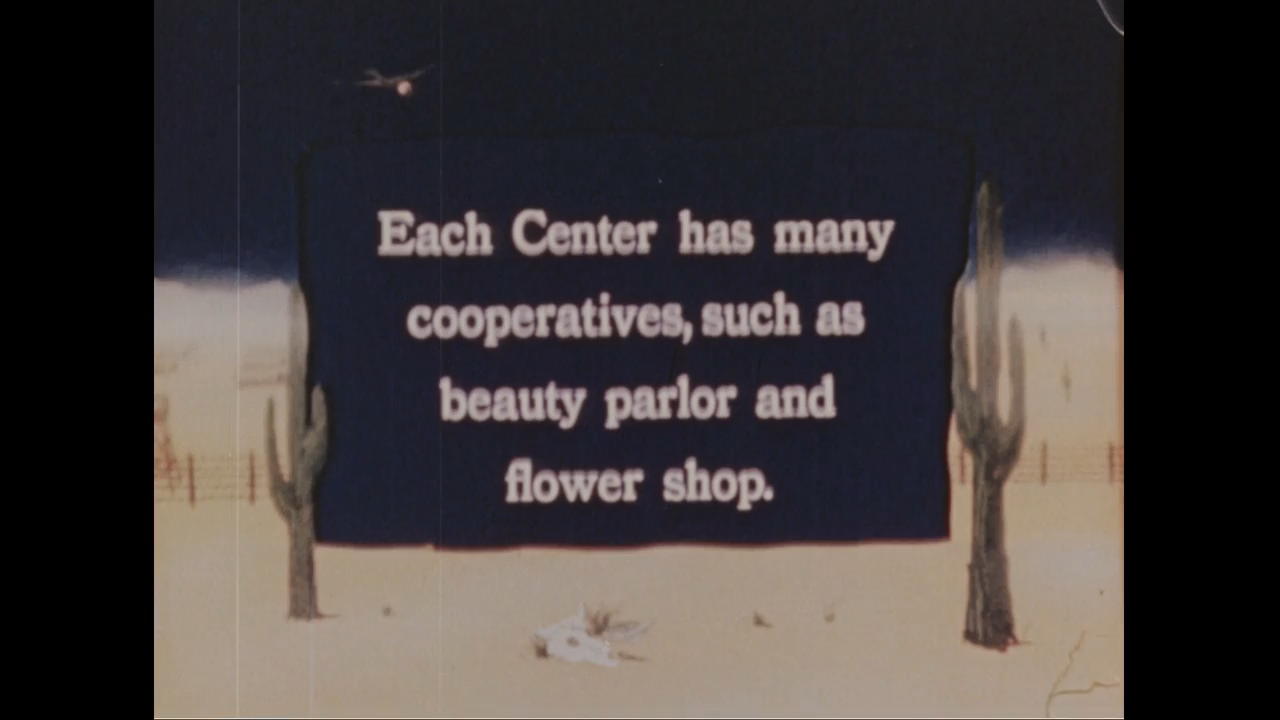 Each Center has many
cooperatives, such as
beauty parlor and
flower shop.